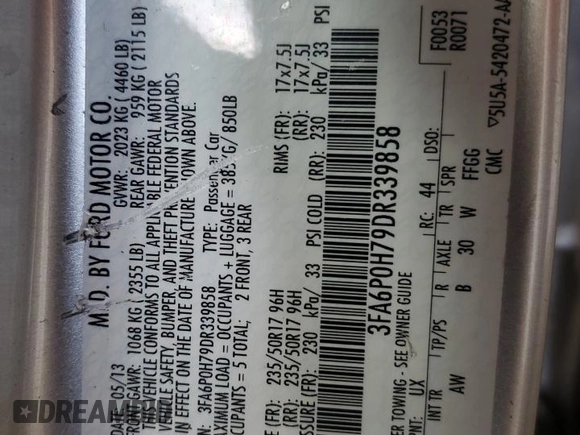 MFD. BY FORD MOTOR CO.
DATE: 05/13 GVWR: 2023 KG ( 4460 LB)
FRONT GAWR: 1068 KG ( 2355 LB) REAR GAWR: 959 KG ( 2115 LB)
THIS VEHICLE CONFORMS TO ALL APPLICABLE FEDERAL MOTOR
VEHICLE SAFETY, BUMPER, AND THEFT PREVENTION STANDARDS
IN EFFECT ON THE DATE OF MANUFACTURE SHOWN ABOVE.
VIN: 3FA6P0H79DR339858 TYPE: Passenger Car
MAXIMUM LOAD = OCCUPANTS + LUGGAGE = 385KG/ 850LB
OCCUPANTS = 5 TOTAL; 2 FRONT, 3 REAR
(FR): 235/50R17 96H RIMS (FR): 17x7.5J
(RR): 235/50R17 96H (RR): 17x7.5J
PRESSURE (FR): 230 kPa/ 33 PSI COLD (RR): 230 kPa/ 33 PSI
3FA6P0H79DR339858
TOWING - SEE OWNER GUIDE
F0053
R0071
PNT: UX RC: 44 DSO:
INT TR TP/PS R AXLE TR SPR
AW B 30 W FFGG
CMC 5U5A-5420472-A
DREAMBID